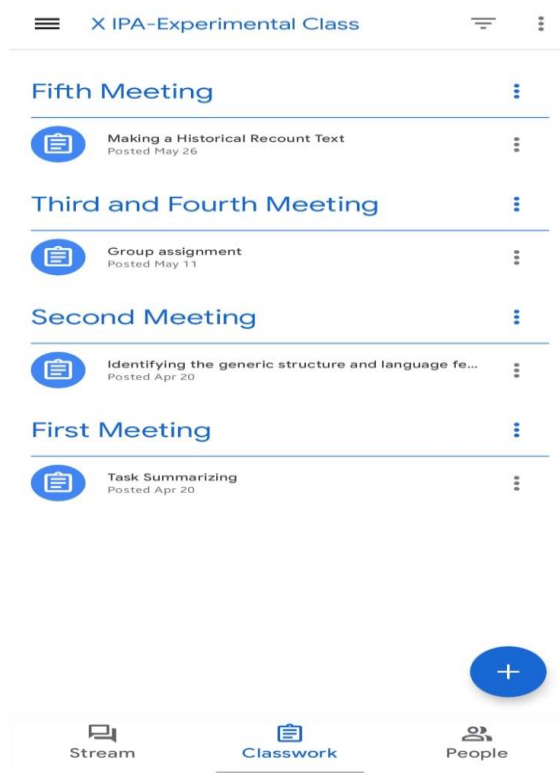 X IPA-Experimental Class
Fifth Meeting
Making a Historical Recount Text
Posted May 26
Third and Fourth Meeting
Group assignment
Posted May 11
Second Meeting
Identifying the generic structure and language fe...
Posted Apr 20
First Meeting
Task Summarizing
Posted Apr 20
Stream Classwork People